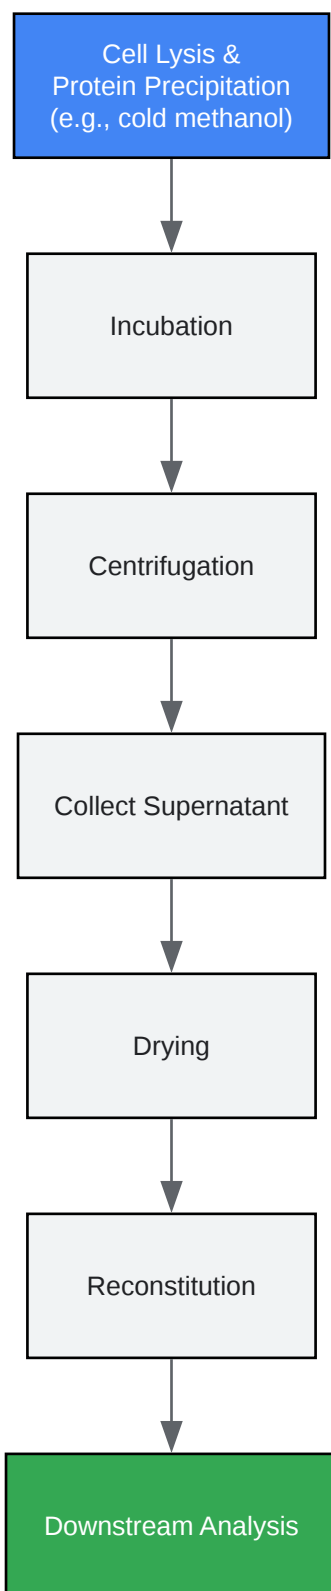 Cell Lysis &
Protein Precipitation
(e.g., cold methanol)
Incubation
Centrifugation
Collect Supernatant
Drying
Reconstitution
Downstream Analysis